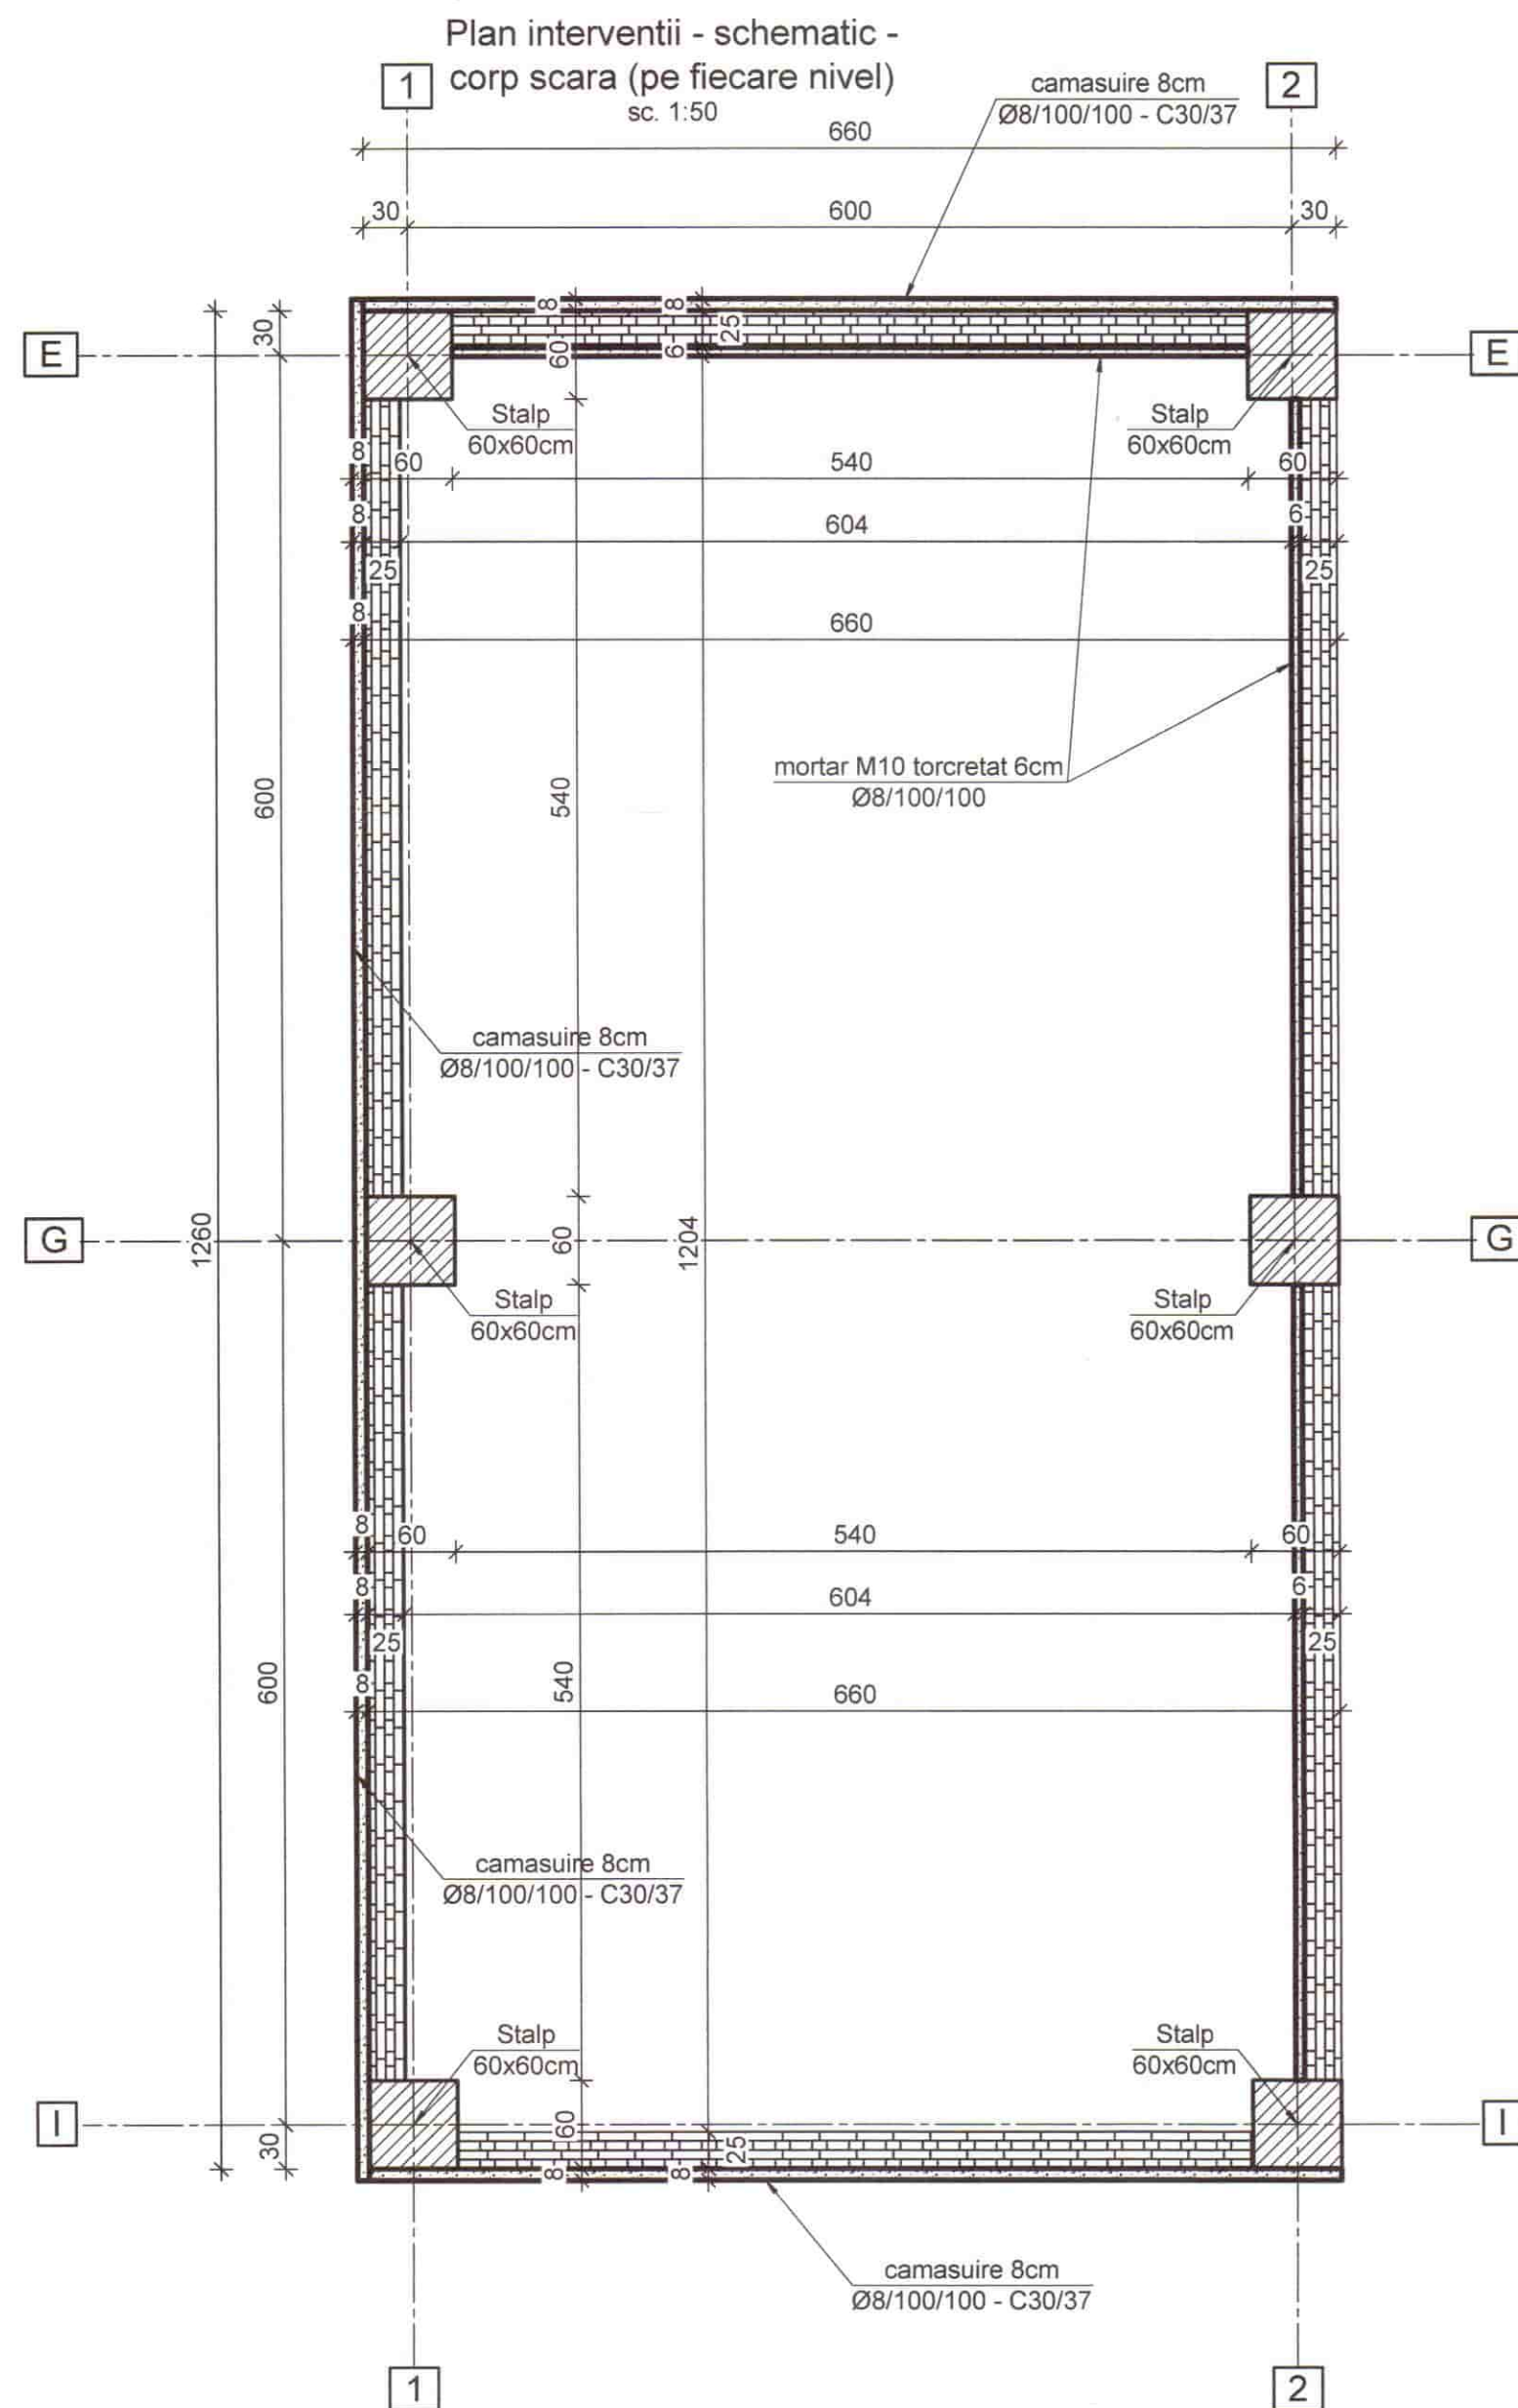 Plan interventii - schematic -
corp scara (pe fiecare nivel)
sc. 1:50
1
2
camasuire 8cm
Ø8/100/100 - C30/37
660
30
600
30
E
E
30
8
8
60
6
25
Stalp
60x60cm
Stalp
60x60cm
8
60
540
60
8
604
6
25
25
8
660
mortar M10 torcretat 6cm
Ø8/100/100
600
540
camasuire 8cm
Ø8/100/100 - C30/37
G
G
1260
60
1204
Stalp
60x60cm
Stalp
60x60cm
8
60
540
60
8
604
6
25
25
8
660
600
540
camasuire 8cm
Ø8/100/100 - C30/37
Stalp
60x60cm
Stalp
60x60cm
I
I
30
60
25
8
8
camasuire 8cm
Ø8/100/100 - C30/37
1
2